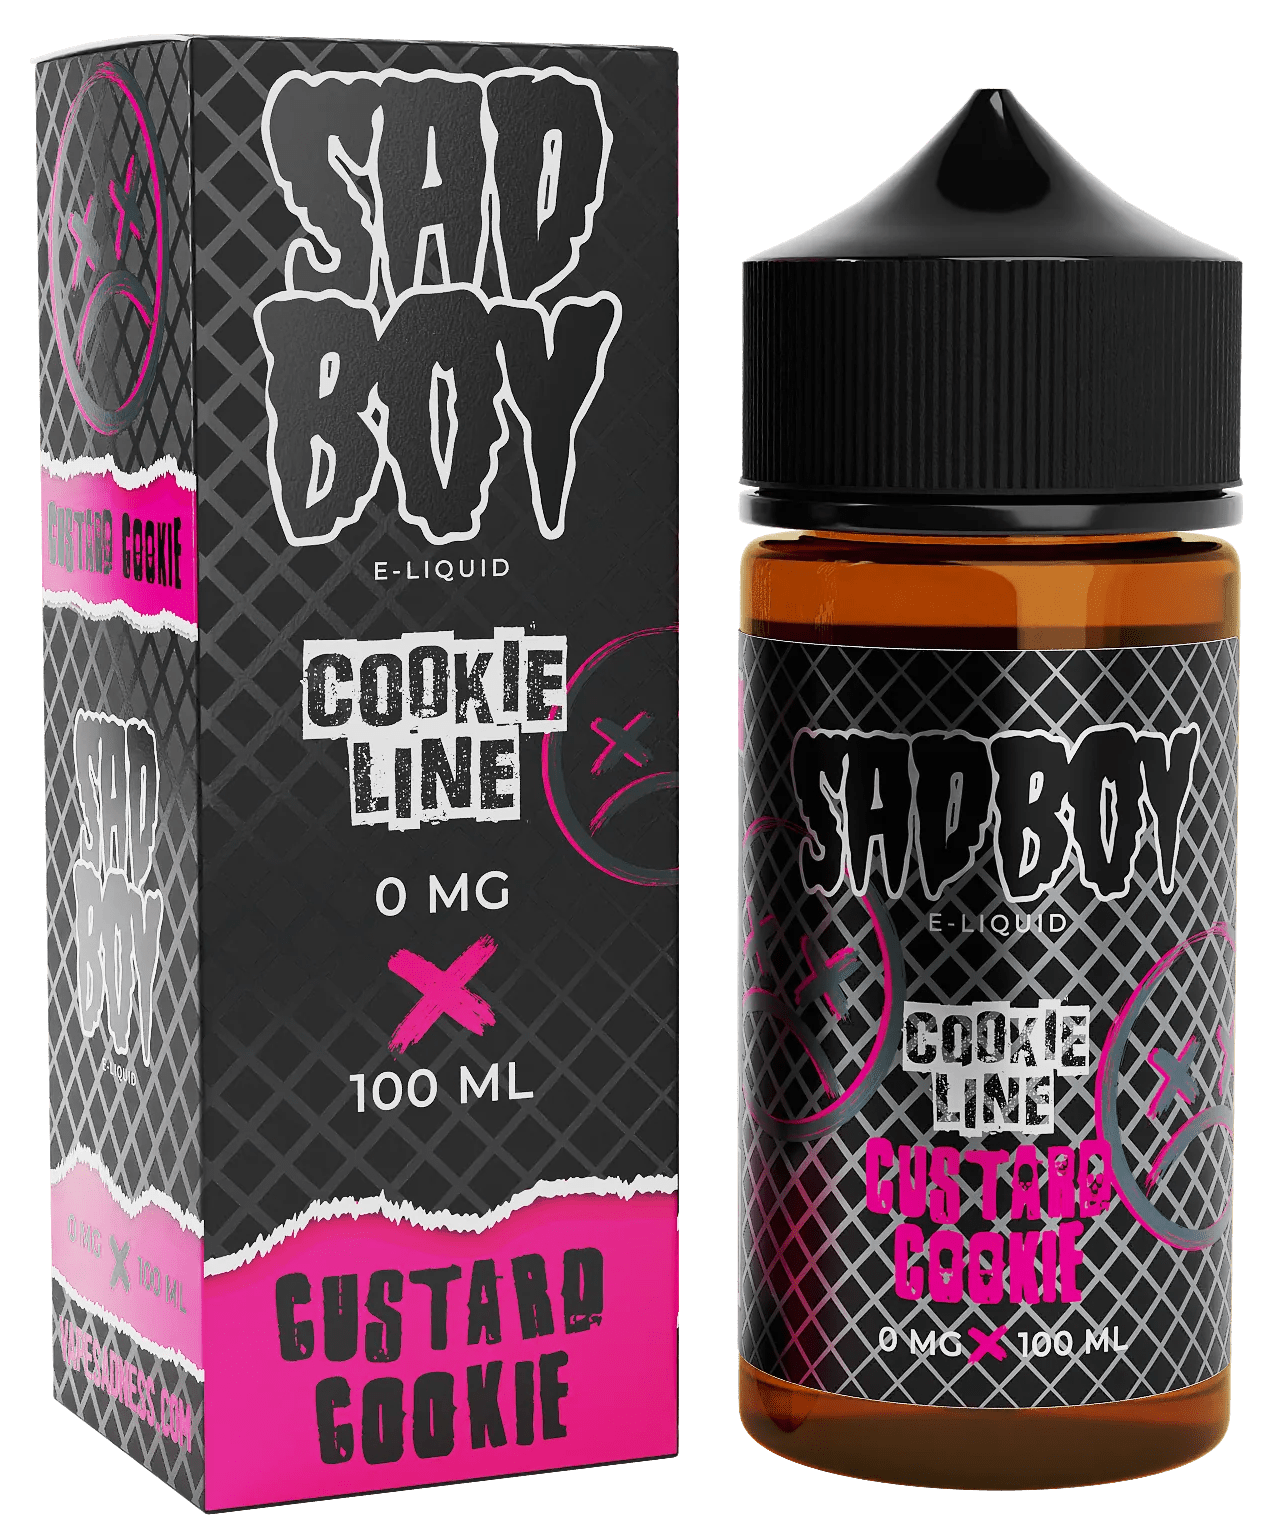 CUSTARD COOKIE
SAD
BOY
E-LIQUID
0 MG X 100 ML
VAPESADNESS.COM
SAD
BOY
E-LIQUID
COOKIE
LINE
0 MG
X
100 ML
CUSTARD
COOKIE
SADBOY
E-LIQUID
COOKIE
LINE
CUSTARD
COOKIE
0 MG X 100 ML